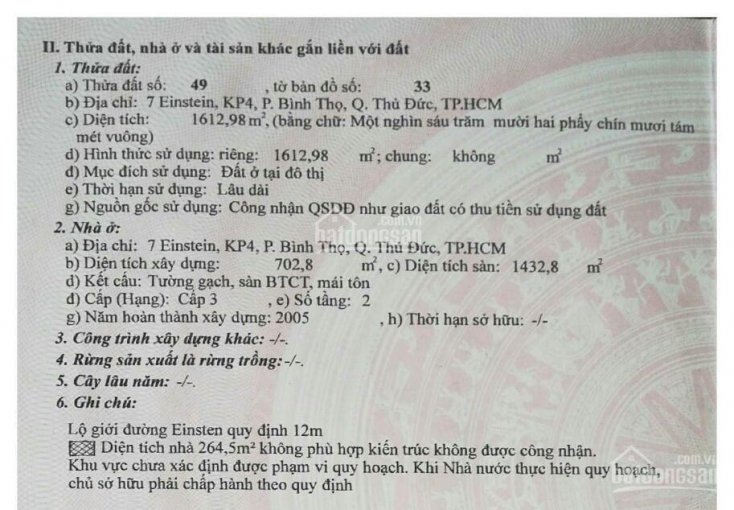 II. Thửa đất, nhà ở và tài sản khác gắn liền với đất
1. Thửa đất:
a) Thửa đất số: 49 , tờ bản đồ số: 33
b) Địa chỉ: 7 Einstein, KP4, P. Bình Thọ, Q. Thủ Đức, TP.HCM
c) Diện tích: 1612,98 m², (bằng chữ: Một nghìn sáu trăm mười hai phẩy chín mươi tám
mét vuông)
d) Hình thức sử dụng: riêng: 1612,98 m²; chung: không m²
đ) Mục đích sử dụng: Đất ở tại đô thị
e) Thời hạn sử dụng: Lâu dài
g) Nguồn gốc sử dụng: Công nhận QSDĐ như giao đất có thu tiền sử dụng đất
2. Nhà ở:
a) Địa chỉ: 7 Einstein, KP4, P. Bình Thọ, Q. Thủ Đức, TP.HCM
b) Diện tích xây dựng: 702,8 m², c) Diện tích sàn: 1432,8 m²
d) Kết cấu: Tường gạch, sàn BTCT, mái tôn
đ) Cấp (Hạng): Cấp 3 , e) Số tầng: 2
g) Năm hoàn thành xây dựng: 2005 , h) Thời hạn sở hữu: -/-
3. Công trình xây dựng khác: -/-.
4. Rừng sản xuất là rừng trồng:-/-.
5. Cây lâu năm: -/-.
6. Ghi chú:
Lộ giới đường Einsten quy định 12m
Diện tích nhà 264,5m² không phù hợp kiến trúc không được công nhận.
Khu vực chưa xác định được phạm vi quy hoạch. Khi Nhà nước thực hiện quy hoạch,
chủ sở hữu phải chấp hành theo quy định
batdongsan.com.vn
batdongsan.com.vn